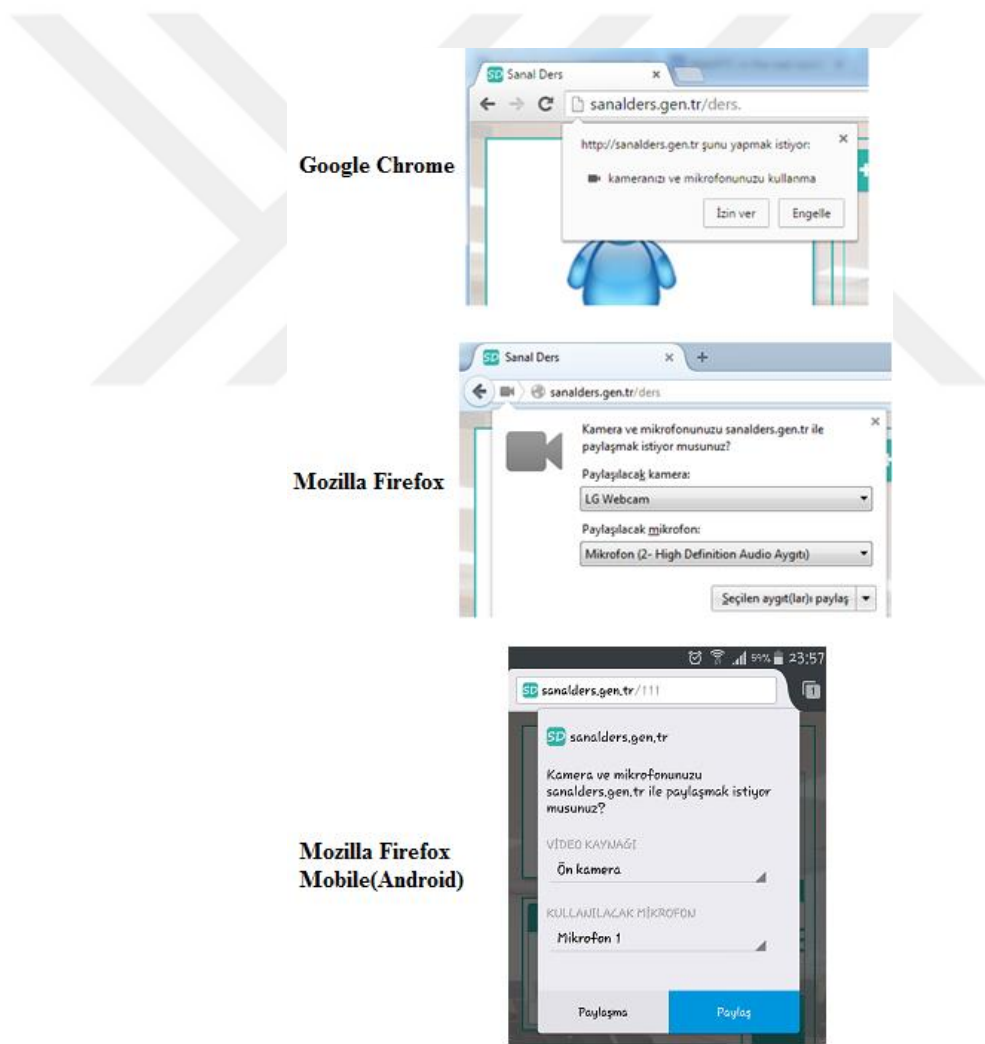 SD Sanal Ders
sanalders.gen.tr/ders.
Google Chrome
http://sanalders.gen.tr şunu yapmak istiyor:
kameranızı ve mikrofonunuzu kullanma
İzin ver
Engelle
SD Sanal Ders
sanalders.gen.tr/ders
Mozilla Firefox
Kamera ve mikrofonunuzu sanalders.gen.tr ile
paylaşmak istiyor musunuz?
Paylaşılacak kamera:
LG Webcam
Paylaşılacak mikrofon:
Mikrofon (2- High Definition Audio Aygıtı)
Seçilen aygıt(lar)ı paylaş
59% 23:57
SD sanalders.gen.tr/111
1
SD sanalders.gen.tr
Kamera ve mikrofonunuzu
sanalders.gen.tr ile paylaşmak istiyor
musunuz?
Mozilla Firefox
Mobile(Android)
VİDEO KAYNAĞI
Ön kamera
KULLANILACAK MİKROFON
Mikrofon 1
Paylaşma
Paylaş